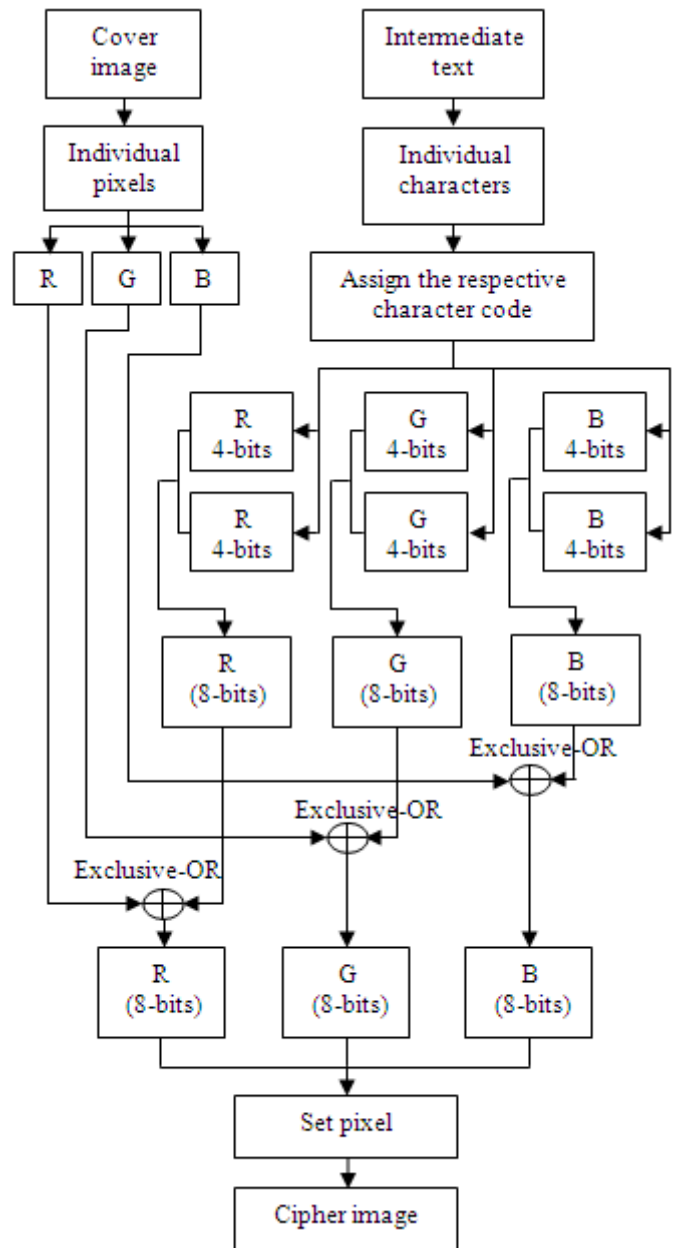 Cover
image
Intermediate
text
Individual
pixels
Individual
characters
R
G
B
Assign the respective
character code
R
4-bits
G
4-bits
B
4-bits
R
4-bits
G
4-bits
B
4-bits
R
(8-bits)
G
(8-bits)
B
(8-bits)
Exclusive-OR
Exclusive-OR
Exclusive-OR
R
(8-bits)
G
(8-bits)
B
(8-bits)
Set pixel
Cipher image